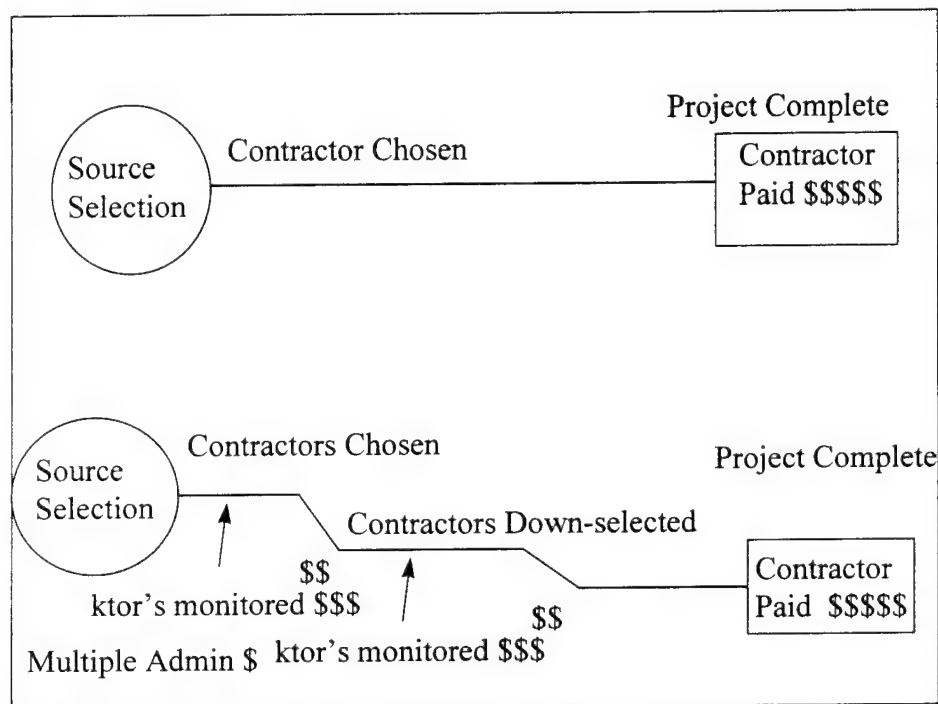 Project Complete
Source
Selection
Contractor Chosen
Contractor
Paid $$$$$
Contractors Chosen
Project Complete
Source
Selection
Contractors Down-selected
$$
ktor's monitored $$$
Contractor
Paid $$$$$
$$
Multiple Admin $
ktor's monitored $$$